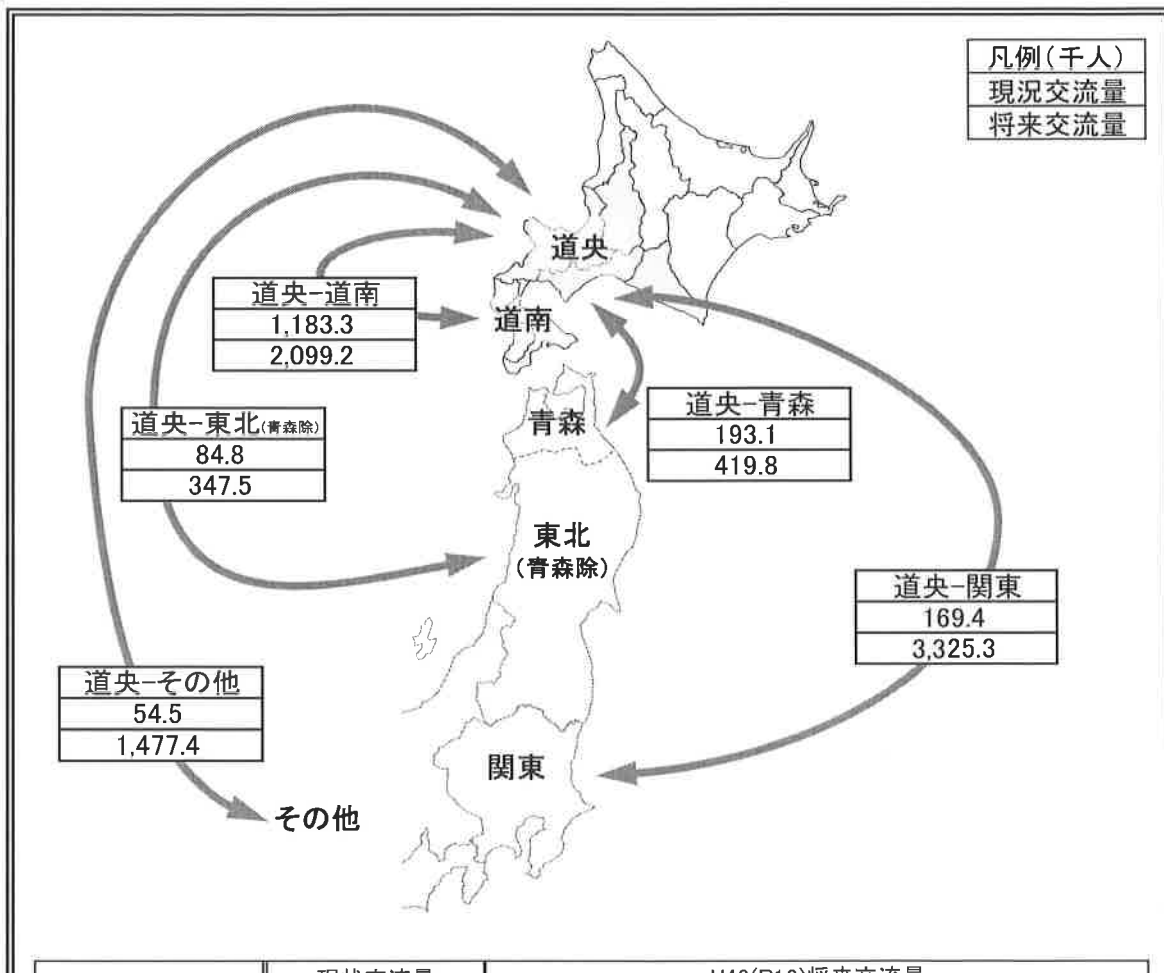 凡例(千人)
現況交流量
将来交流量
道央
道央-道南
1,183.3
2,099.2
道南
道央-東北(青森除)
84.8
347.5
青森
道央-青森
193.1
419.8
東北
(青森除)
道央-関東
169.4
3,325.3
道央-その他
54.5
1,477.4
関東
その他